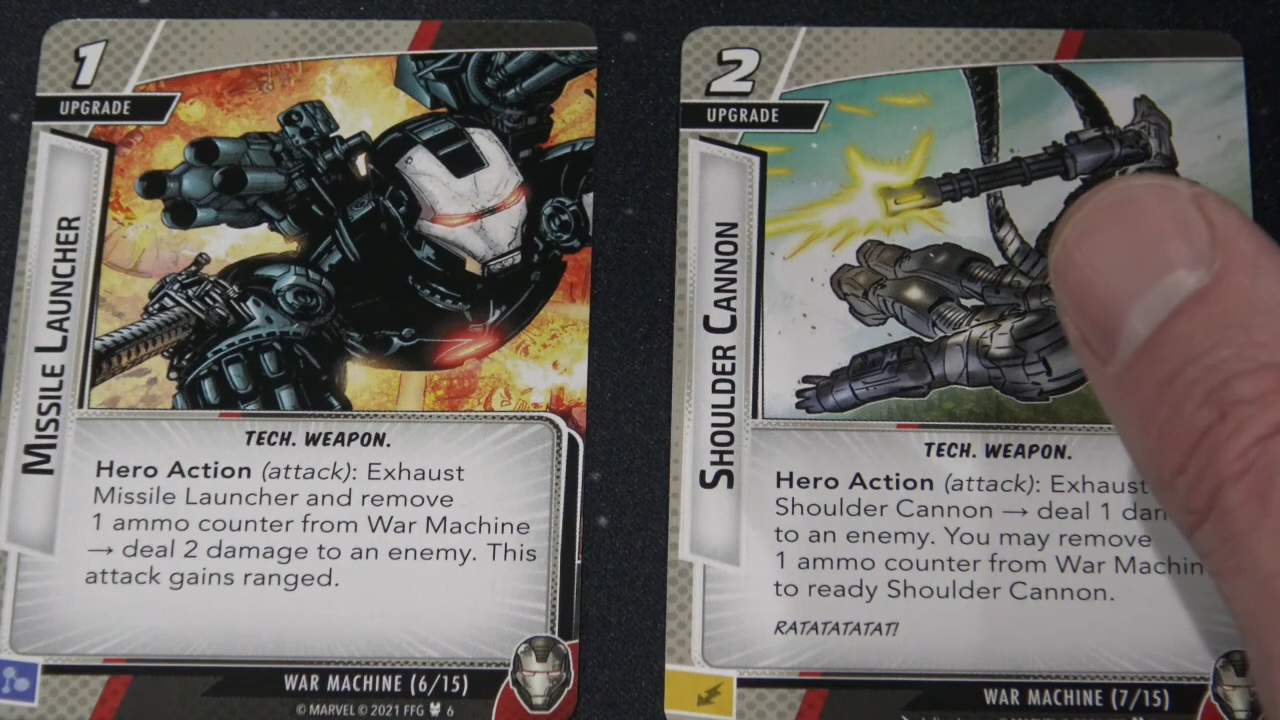 1
UPGRADE
MISSILE LAUNCHER
TECH. WEAPON.
Hero Action (attack): Exhaust
Missile Launcher and remove
1 ammo counter from War Machine
→ deal 2 damage to an enemy. This
attack gains ranged.
WAR MACHINE (6/15)
© MARVEL © 2021 FFG 6
2
UPGRADE
SHOULDER CANNON
TECH. WEAPON.
Hero Action (attack): Exhaust
Shoulder Cannon → deal 1
to an enemy. You may remove
1 ammo counter from War Machin
to ready Shoulder Cannon.
RATATATATAT!
WAR MACHINE (7/15)